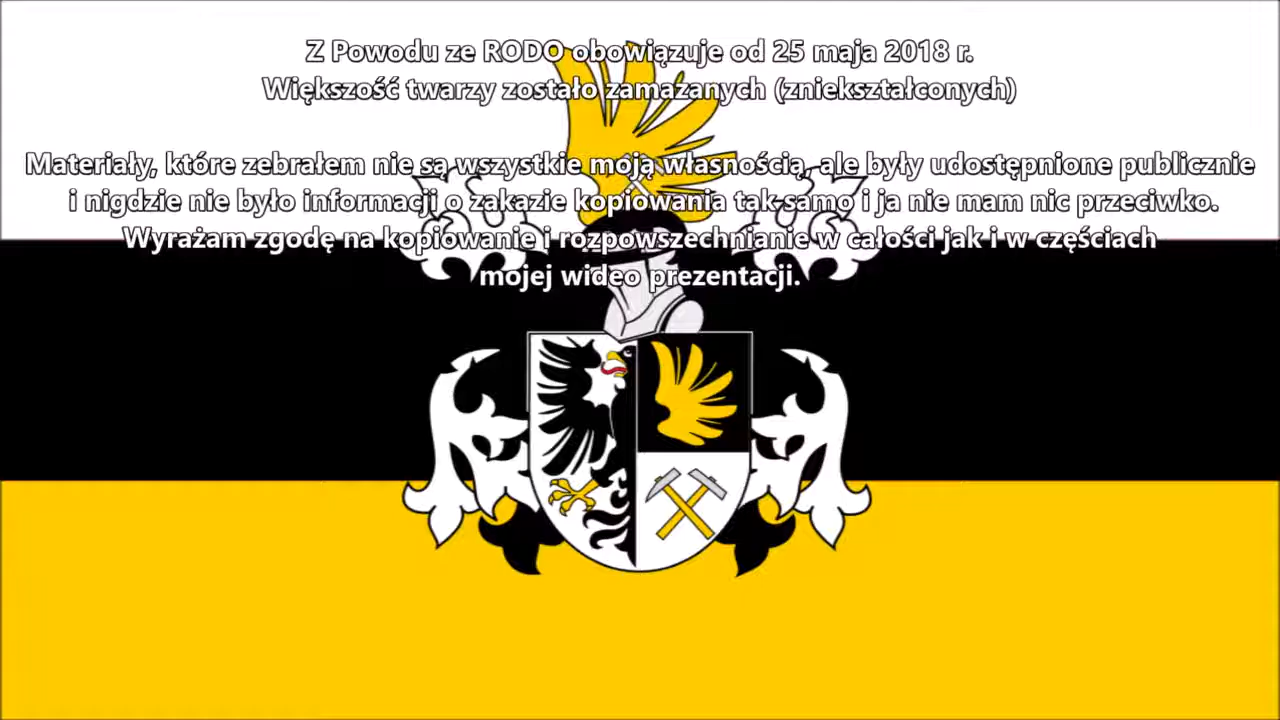 Z Powodu ze RODO obowiązuje od 25 maja 2018 r.
Większość twarzy zostało zamazanych (zniekształconych)
Materiały, które zebrałem nie są wszystkie moją własnością, ale były udostępnione publicznie
i nigdzie nie było informacji o zakazie kopiowania tak samo i ja nie mam nic przeciwko.
Wyrażam zgodę na kopiowanie i rozpowszechnianie w całości jak i w częściach
mojej wideo prezentacji.